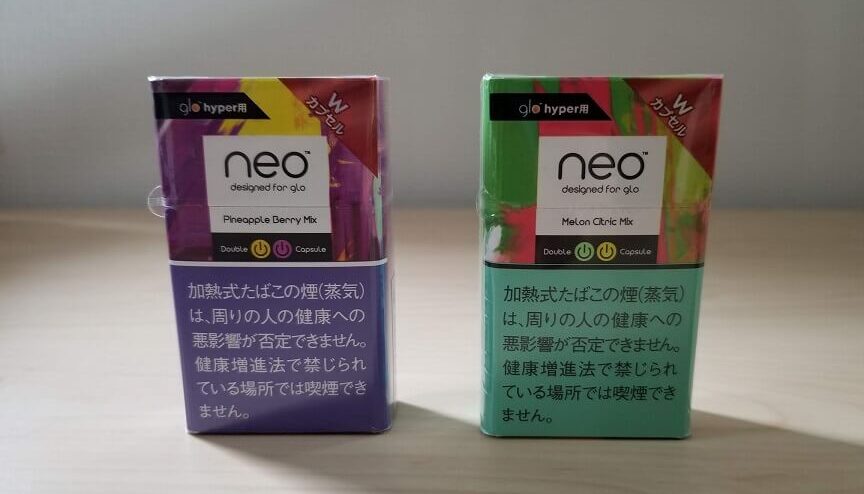 glo™ hyper用
W
カプセル
neo™
designed for glo
Pineapple Berry Mix
Double Capsule
加熱式たばこの煙(蒸気)
は、周りの人の健康への
悪影響が否定できません。
健康増進法で禁じられ
ている場所では喫煙でき
ません。
glo™ hyper用
W
カプセル
neo™
designed for glo
Melon Citric Mix
Double Capsule
加熱式たばこの煙(蒸気)
は、周りの人の健康への
悪影響が否定できません。
健康増進法で禁じられ
ている場所では喫煙でき
ません。